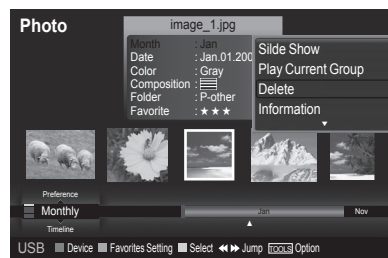 Photo
image_1.jpg
Month : Jan
Date : Jan.01.200
Color : Gray
Composition :
Folder : P-other
Favorite : ★★★
Silde Show
Play Current Group
Delete
Information
Preference
Monthly
Timeline
Jan
Nov
USB Device Favorites Setting Select Jump TOOLS Option